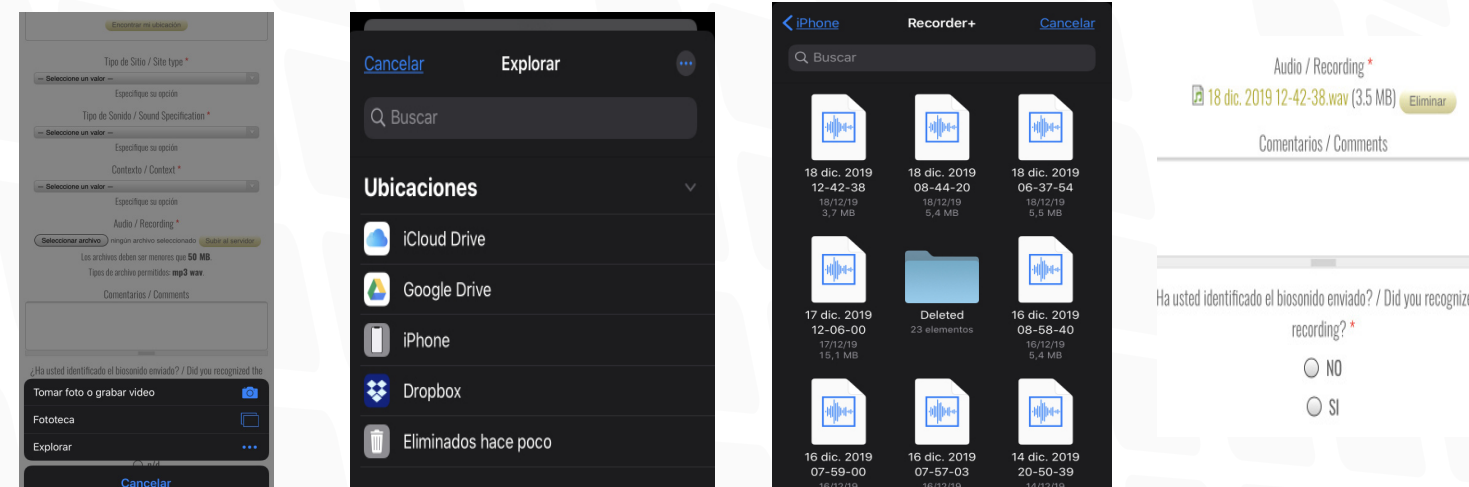 Encontrar mi ubicación
Tipo de Sitio / Site type *
— Seleccione un valor —
Especifique su opción
Tipo de Sonido / Sound Specification *
— Seleccione un valor —
Especifique su opción
Contexto / Context *
— Seleccione un valor —
Especifique su opción
Audio / Recording *
Seleccionar archivo ningún archivo seleccionado Subir al servidor
Los archivos deben ser menores que 50 MB.
Tipos de archivo permitidos: mp3 wav.
Comentarios / Comments
¿Ha usted identificado el biosonido enviado? / Did you recognized the
Tomar foto o grabar video
Fototeca
Explorar
Cancelar
Cancelar Explorar
Buscar
Ubicaciones
iCloud Drive
Google Drive
iPhone
Dropbox
Eliminados hace poco
iPhone Recorder+ Cancelar
Buscar
18 dic. 2019 18 dic. 2019 18 dic. 2019
12-42-38 08-44-20 06-37-54
18/12/19 18/12/19 18/12/19
3,7 MB 5,4 MB 5,5 MB
17 dic. 2019 Deleted 16 dic. 2019
12-06-00 23 elementos 08-58-40
17/12/19 16/12/19
15,1 MB 5,4 MB
16 dic. 2019 16 dic. 2019 14 dic. 2019
07-59-00 07-57-03 20-50-39
16/12/19 16/12/19 14/12/19
Audio / Recording *
18 dic. 2019 12-42-38.wav (3.5 MB) Eliminar
Comentarios / Comments
Ha usted identificado el biosonido enviado? / Did you recognize
recording? *
NO
SI